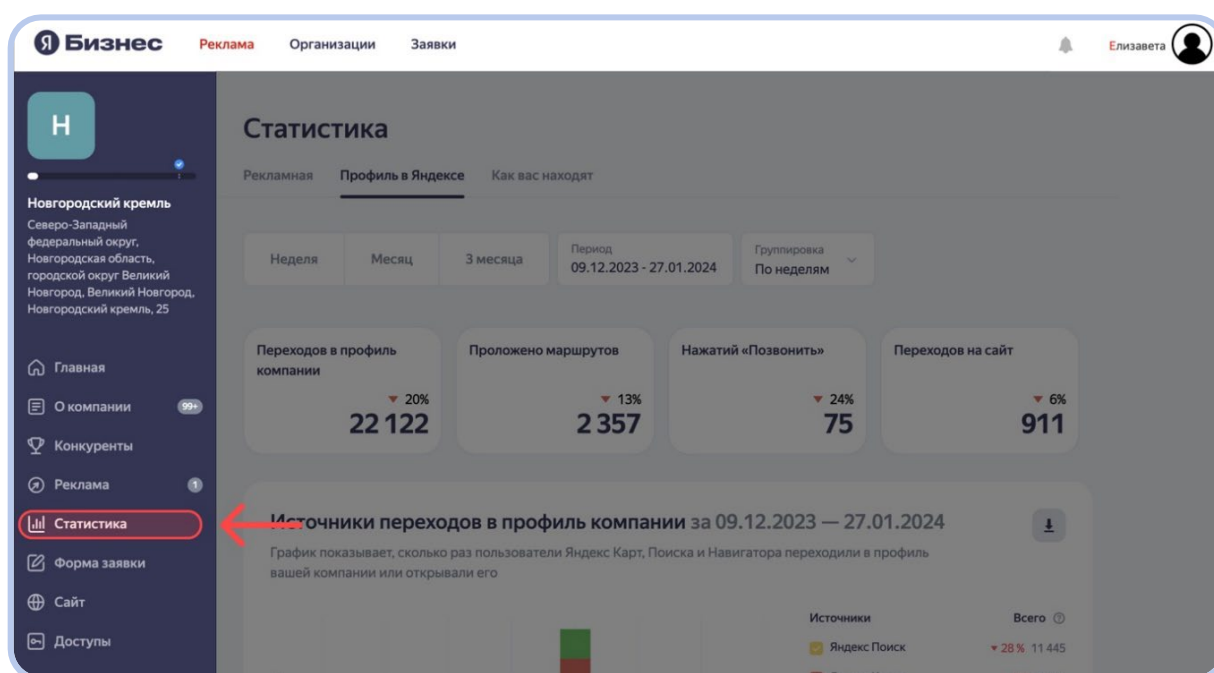 Я Бизнес Реклама Организации Заявки Елизавета
Н
Новгородский кремль
Северо-Западный
федеральный округ,
Новгородская область,
городской округ Великий
Новгород, Великий Новгород,
Новгородский кремль, 25
Главная
О компании 99+
Конкуренты
Реклама 1
Статистика
Форма заявки
Сайт
Доступы
Статистика
Рекламная Профиль в Яндексе Как вас находят
Неделя Месяц 3 месяца
Период
09.12.2023 - 27.01.2024
Группировка
По неделям
Переходов в профиль
компании
20%
22 122
Проложено маршрутов
13%
2 357
Нажатий «Позвонить»
24%
75
Переходов на сайт
6%
911
Источники переходов в профиль компании за 09.12.2023 — 27.01.2024
График показывает, сколько раз пользователи Яндекс Карт, Поиска и Навигатора переходили в профиль
вашей компании или открывали его
Источники Всего ?
Яндекс Поиск 28 % 11 445